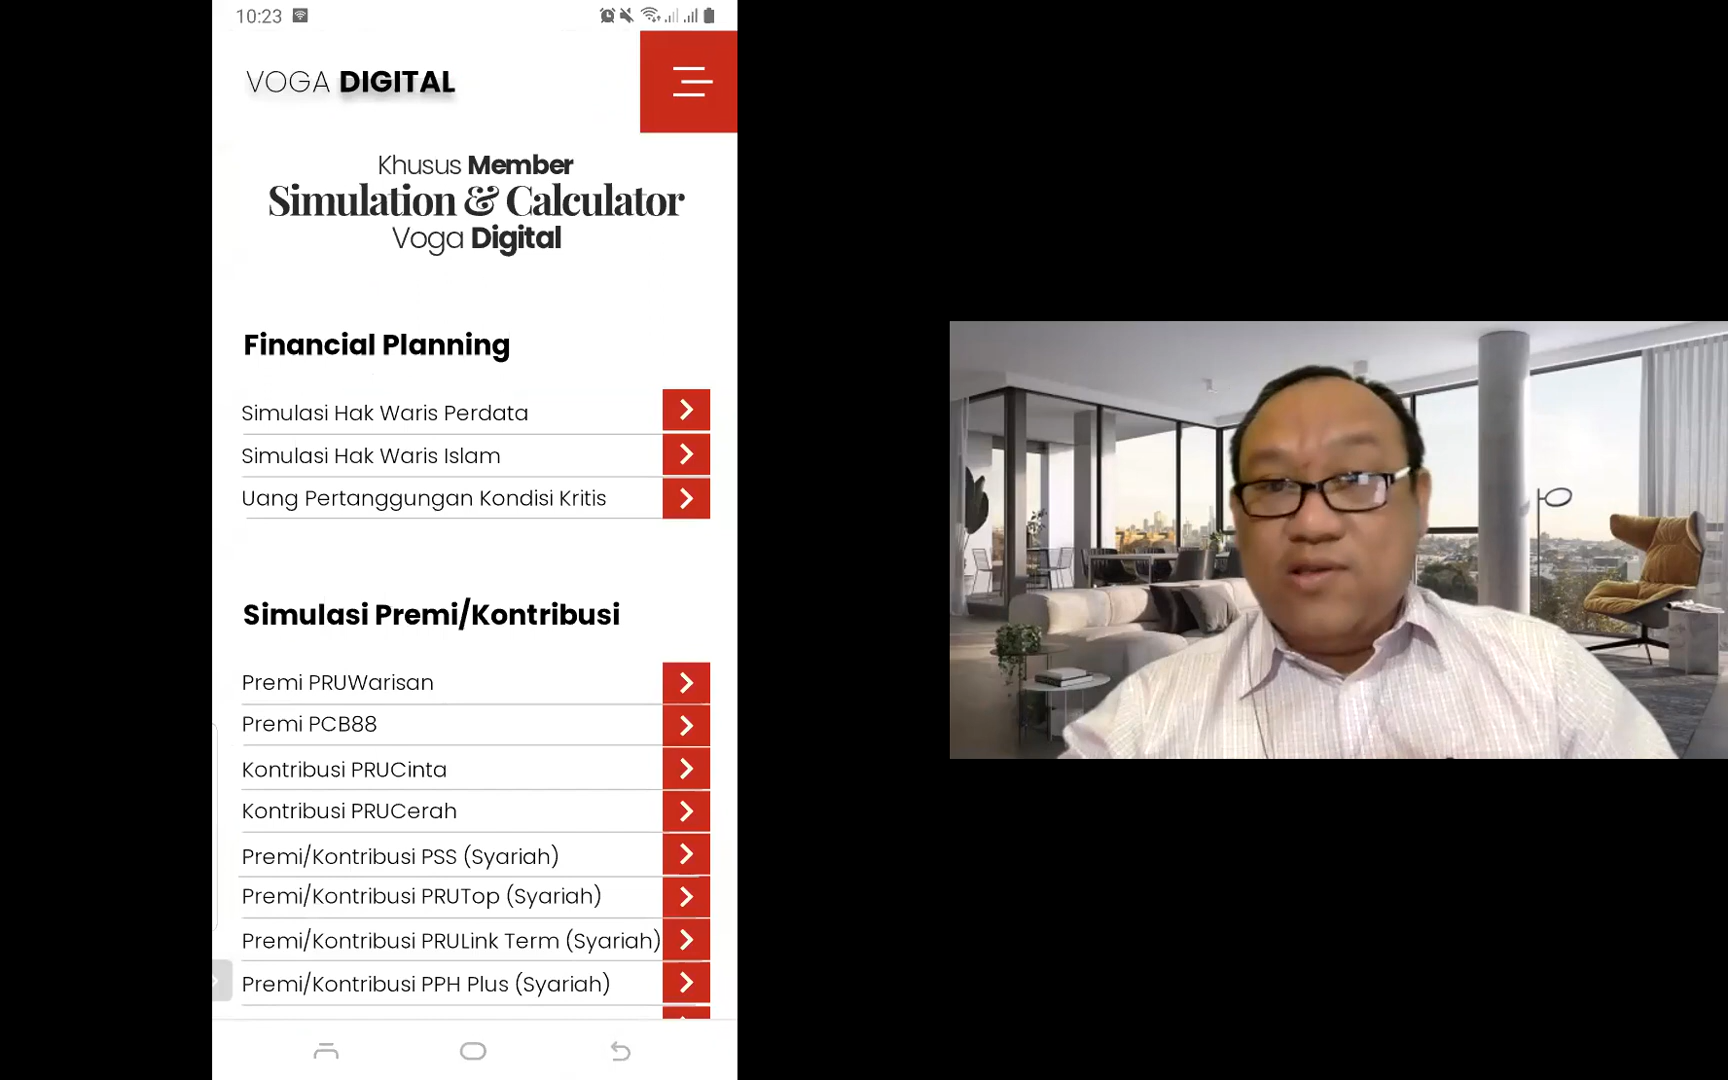 10:23
VOGA DIGITAL
Khusus Member
Simulation & Calculator
Voga Digital
Financial Planning
Simulasi Hak Waris Perdata
Simulasi Hak Waris Islam
Uang Pertanggungan Kondisi Kritis
Simulasi Premi/Kontribusi
Premi PRUWarisan
Premi PCB88
Kontribusi PRUCinta
Kontribusi PRUCerah
Premi/Kontribusi PSS (Syariah)
Premi/Kontribusi PRUTop (Syariah)
Premi/Kontribusi PRULink Term (Syariah)
Premi/Kontribusi PPH Plus (Syariah)